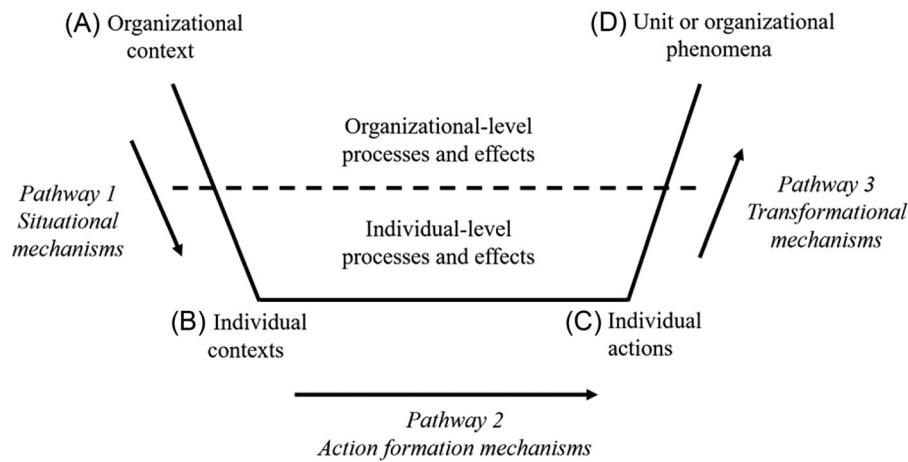 (A) Organizational
context
(D) Unit or organizational
phenomena
Organizational-level
processes and effects
Pathway 1
Situational
mechanisms
Individual-level
processes and effects
Pathway 3
Transformational
mechanisms
(B) Individual
contexts
(C) Individual
actions
Pathway 2
Action formation mechanisms